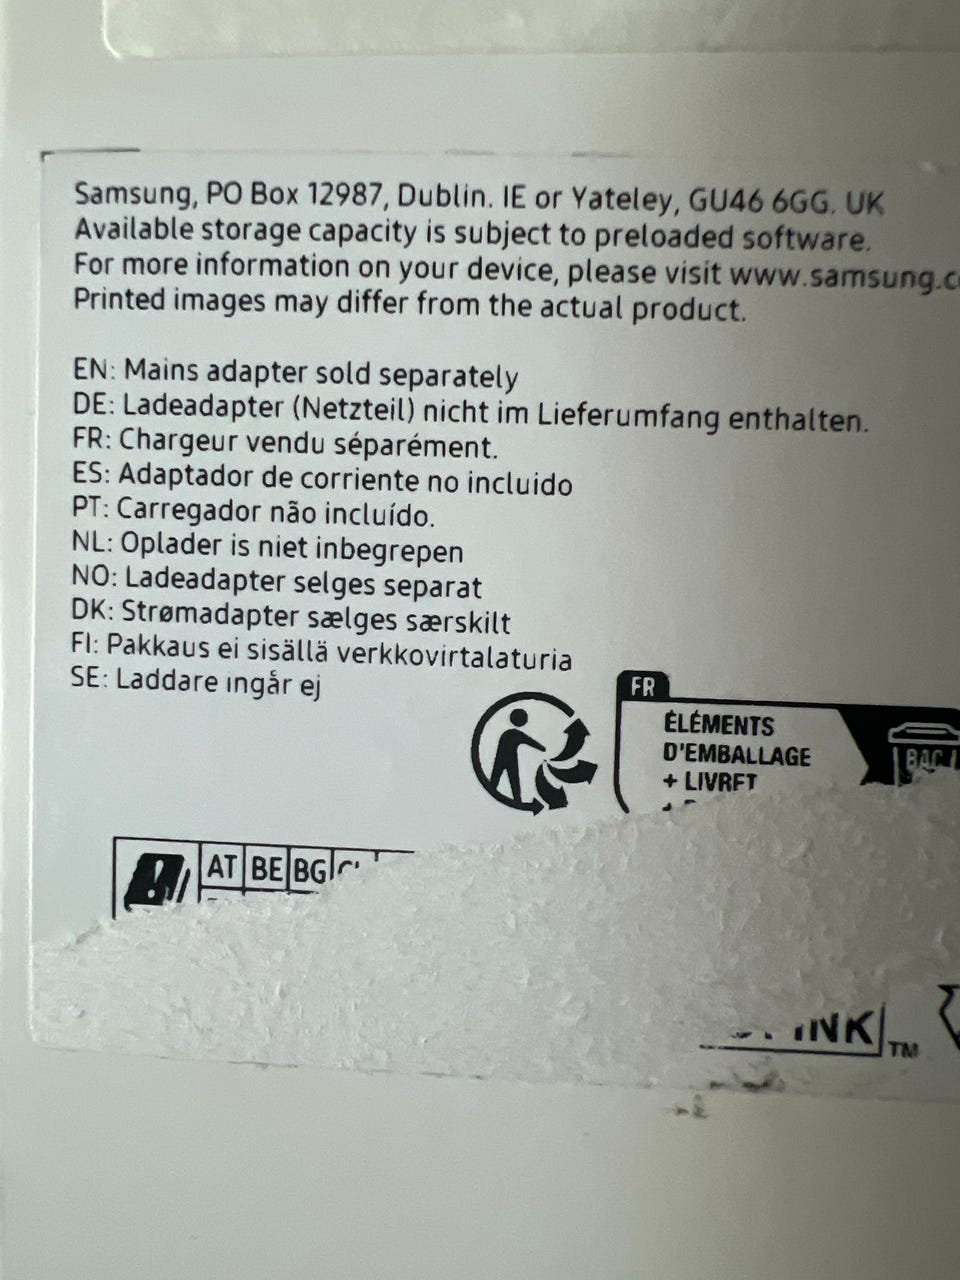 Samsung, PO Box 12987, Dublin. IE or Yateley, GU46 6GG. UK
Available storage capacity is subject to preloaded software.
For more information on your device, please visit www.samsung.c
Printed images may differ from the actual product.
EN: Mains adapter sold separately
DE: Ladeadapter (Netzteil) nicht im Lieferumfang enthalten.
FR: Chargeur vendu séparément.
ES: Adaptador de corriente no incluido
PT: Carregador não incluído.
NL: Oplader is niet inbegrepen
NO: Ladeadapter selges separat
DK: Strømadapter sælges særskilt
FI: Pakkaus ei sisällä verkkovirtalaturia
SE: Laddare ingår ej
FR
ÉLÉMENTS
D'EMBALLAGE
+ LIVRET
BAC
AT BE BG
INK TM